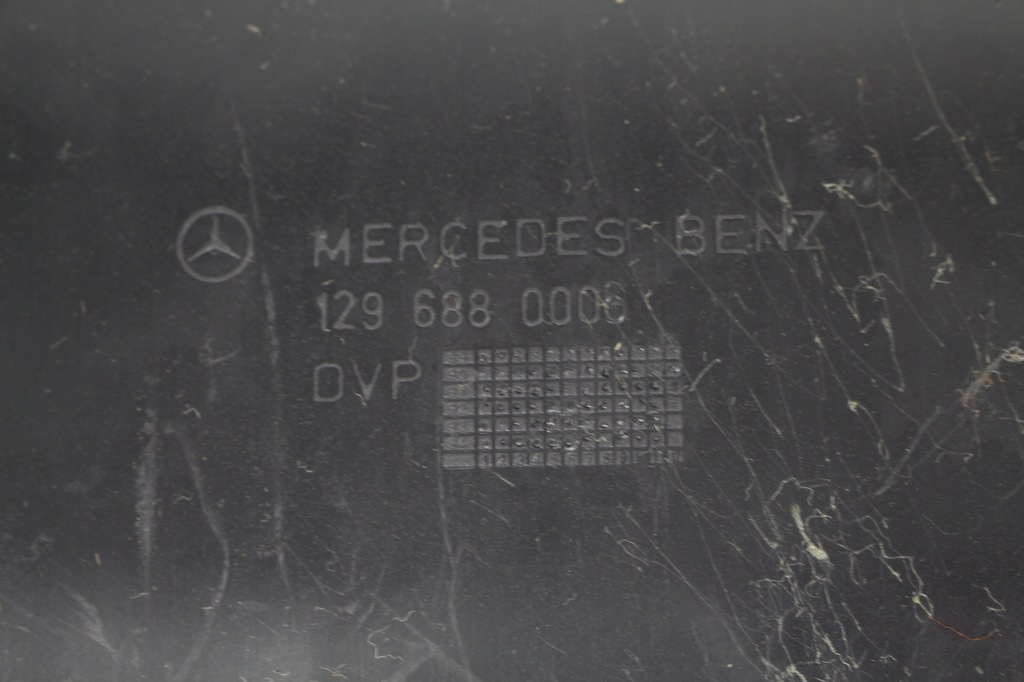 MERCEDES BENZ
129 688 0006
DVP